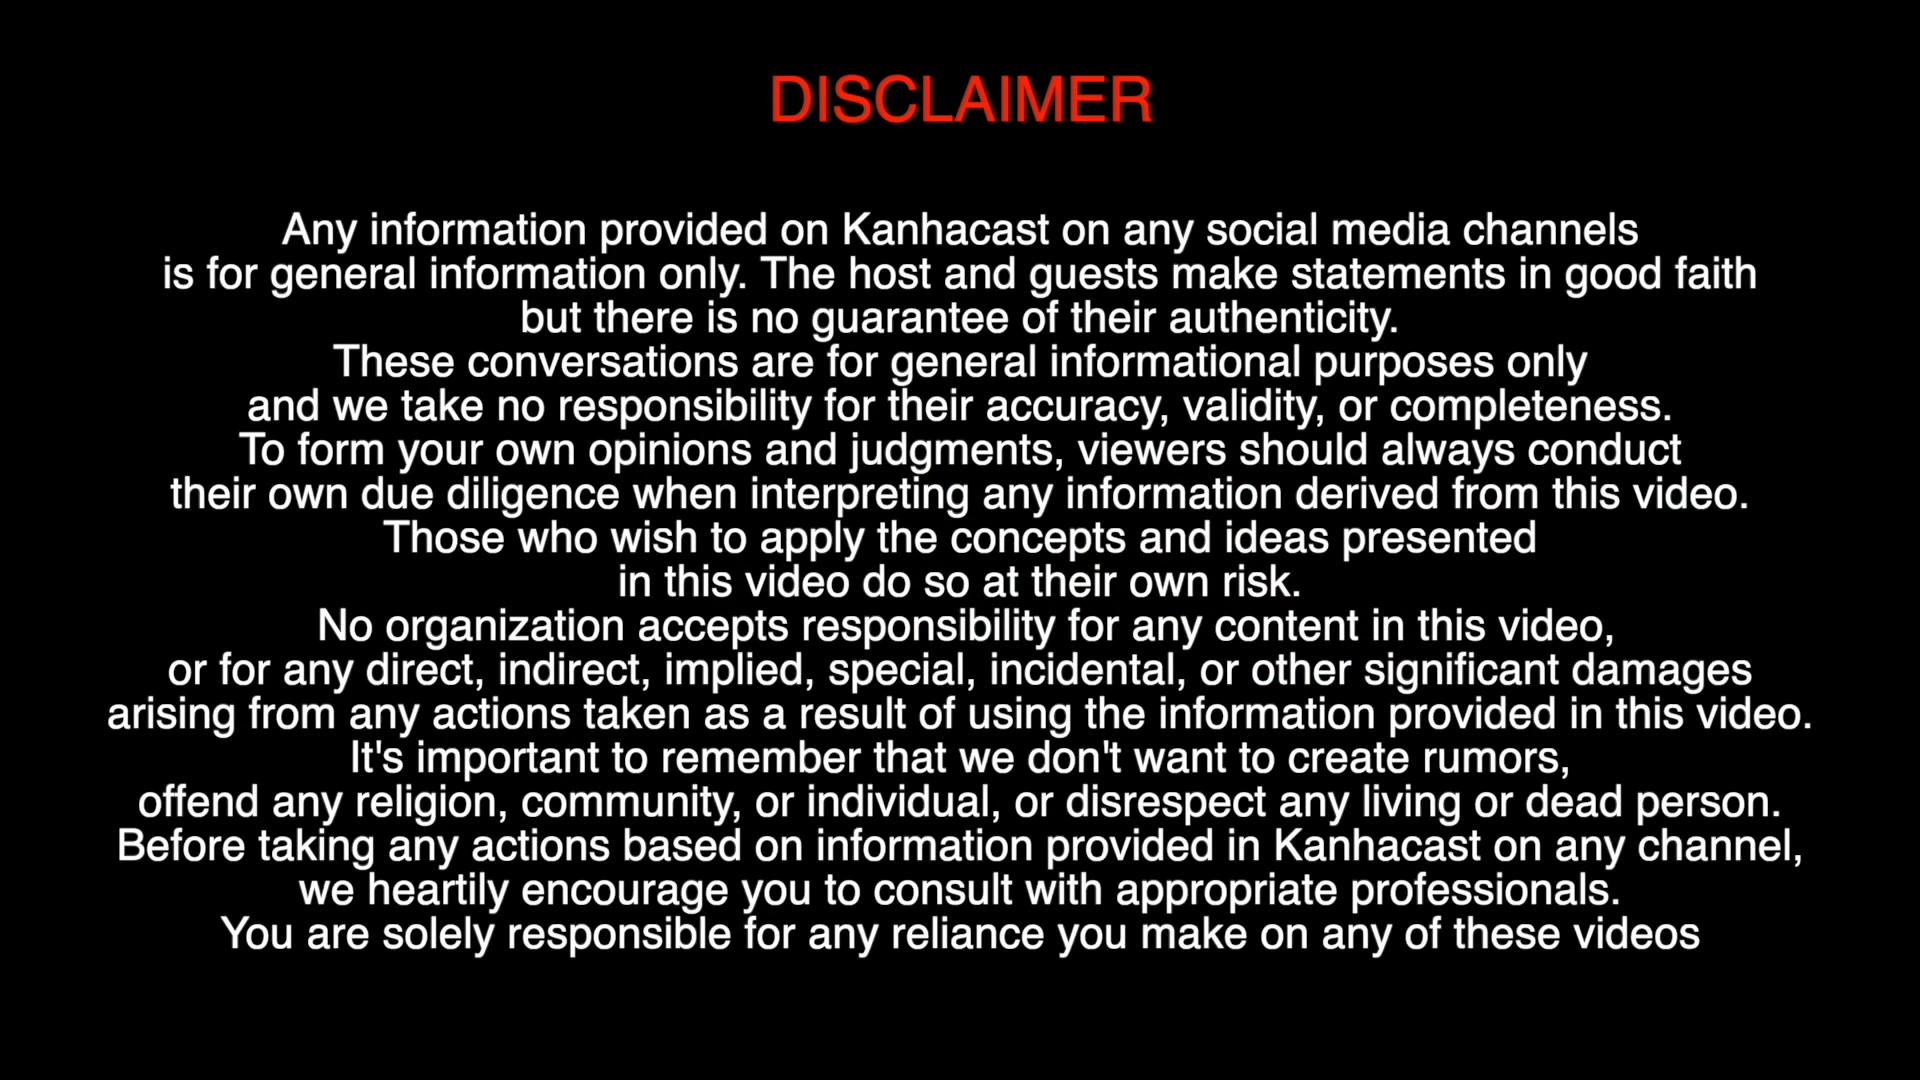 DISCLAIMER
Any information provided on Kanhacast on any social media channels
is for general information only. The host and guests make statements in good faith
but there is no guarantee of their authenticity.
These conversations are for general informational purposes only
and we take no responsibility for their accuracy, validity, or completeness.
To form your own opinions and judgments, viewers should always conduct
their own due diligence when interpreting any information derived from this video.
Those who wish to apply the concepts and ideas presented
in this video do so at their own risk.
No organization accepts responsibility for any content in this video,
or for any direct, indirect, implied, special, incidental, or other significant damages
arising from any actions taken as a result of using the information provided in this video.
It's important to remember that we don't want to create rumors,
offend any religion, community, or individual, or disrespect any living or dead person.
Before taking any actions based on information provided in Kanhacast on any channel,
we heartily encourage you to consult with appropriate professionals.
You are solely responsible for any reliance you make on any of these videos